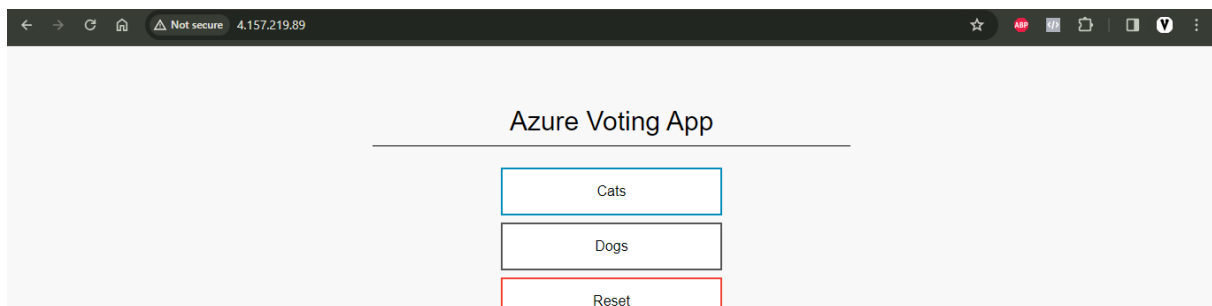 Not secure 4.157.219.89 ABP </> V
Azure Voting App
Cats
Dogs
Reset